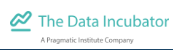 The Data Incubator
A Pragmatic Institute Company